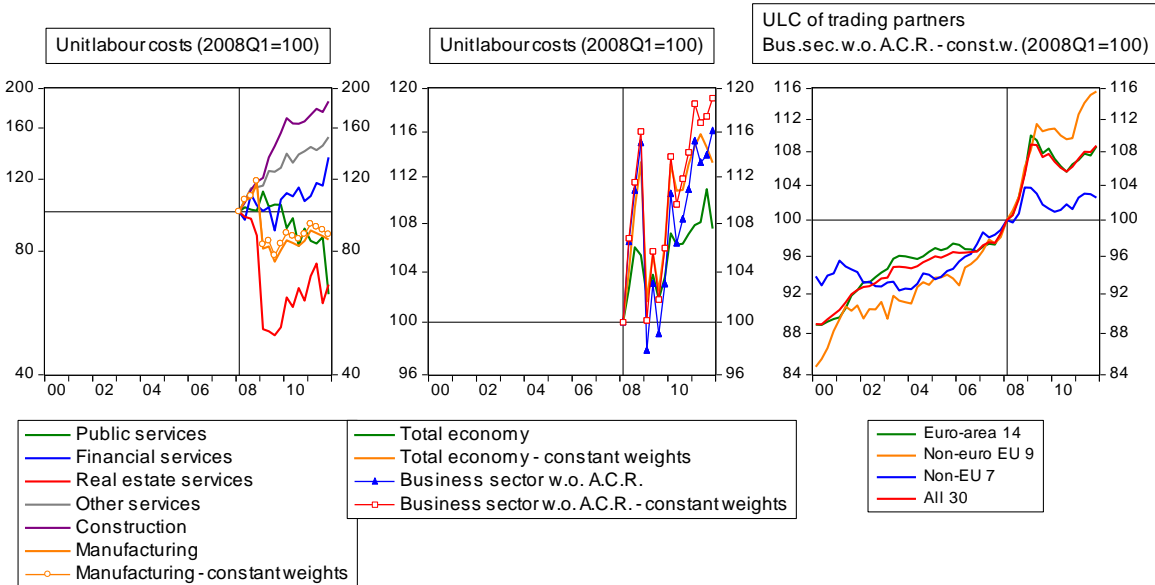 Unit labour costs (2008Q1=100)
Unit labour costs (2008Q1=100)
ULC of trading partners
Bus.sec.w.o. A.C.R. - const.w. (2008Q1=100)
200
160
120
80
40
200
160
120
80
40
00 02 04 06 08 10
120
116
112
108
104
100
96
120
116
112
108
104
100
96
00 02 04 06 08 10
116
112
108
104
100
96
92
88
84
116
112
108
104
100
96
92
88
84
00 02 04 06 08 10
Public services
Financial services
Real estate services
Other services
Construction
Manufacturing
Manufacturing - constant weights
Total economy
Total economy - constant weights
Business sector w.o. A.C.R.
Business sector w.o. A.C.R. - constant weights
Euro-area 14
Non-euro EU 9
Non-EU 7
All 30